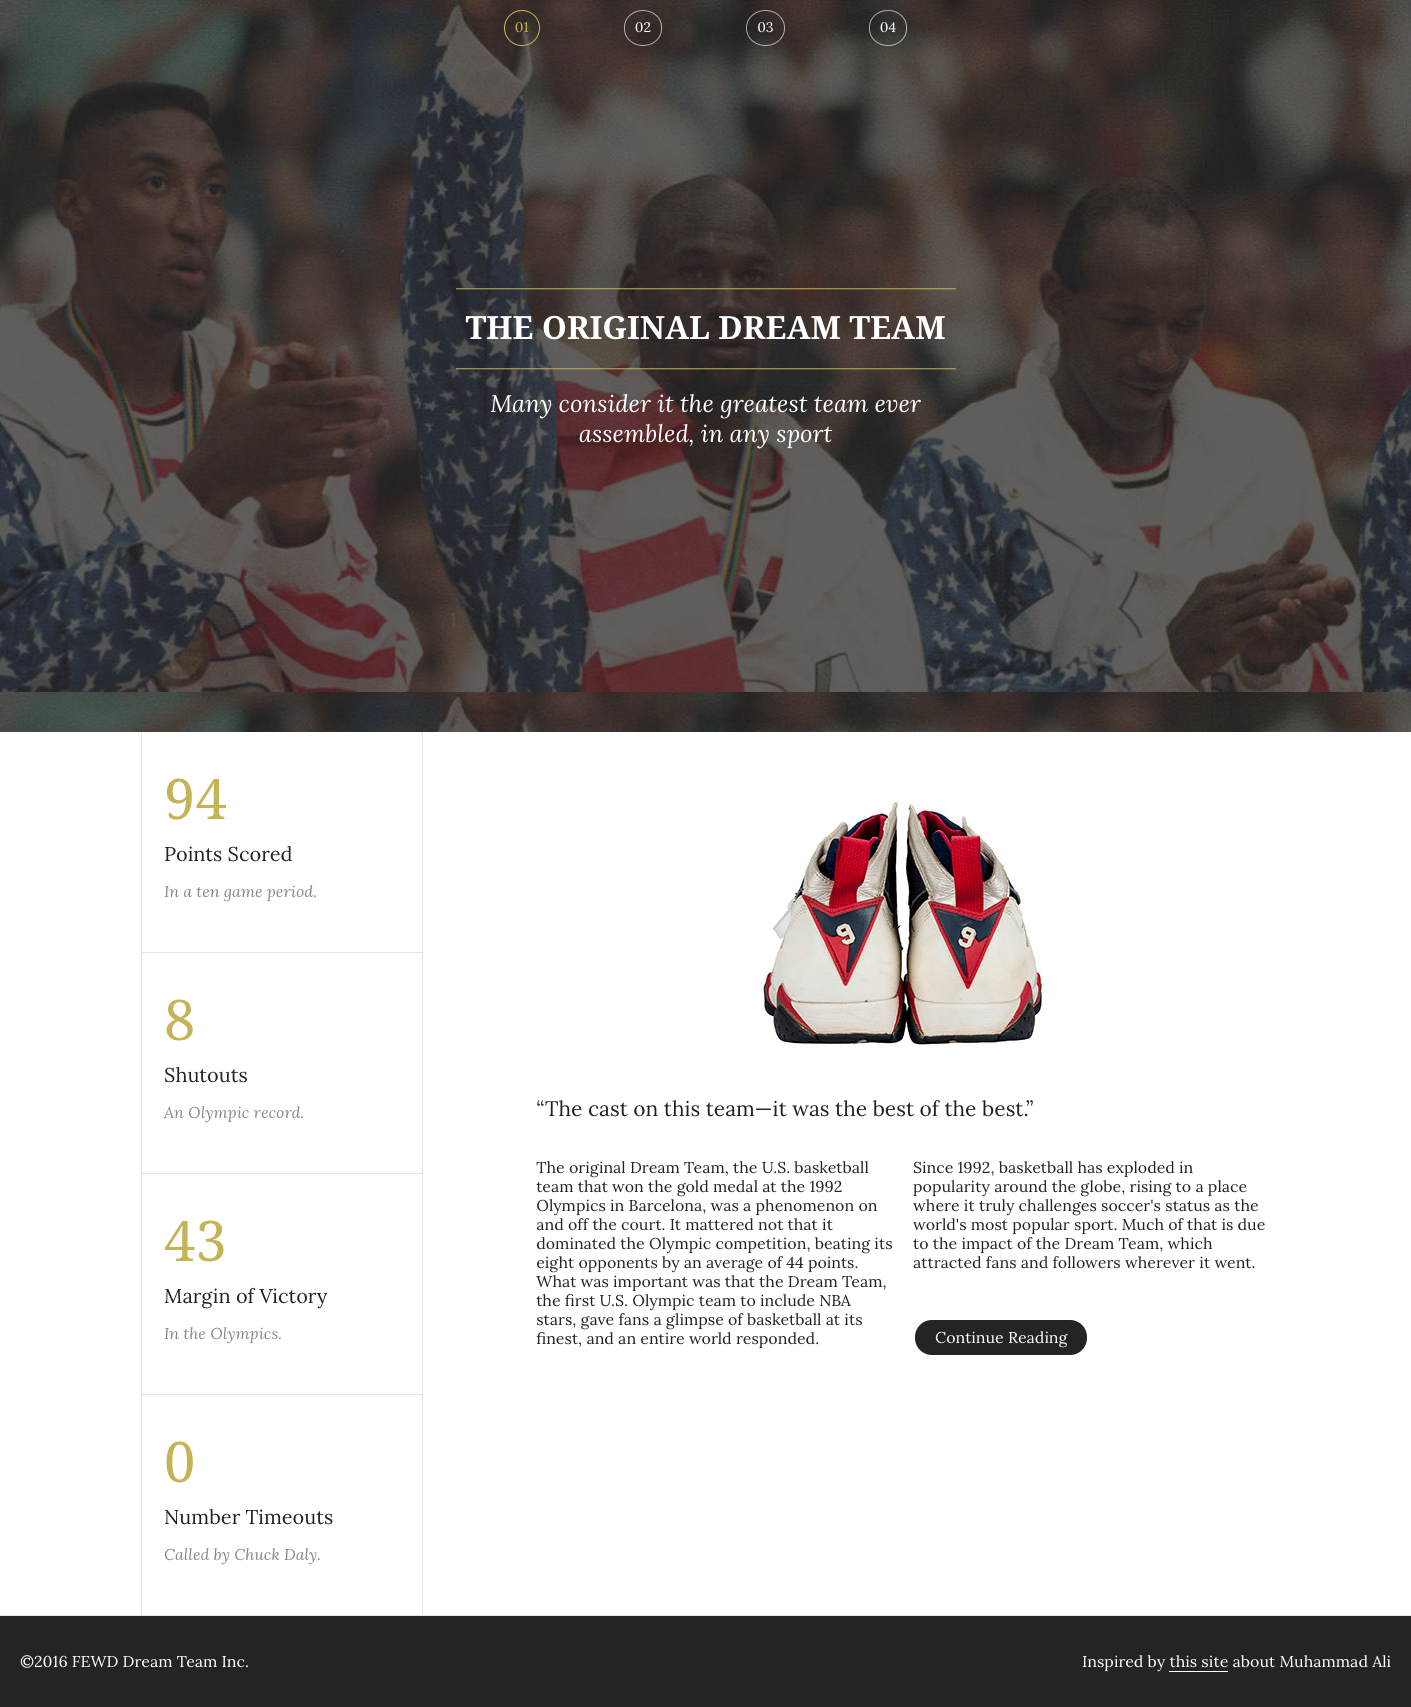 01
02
03
04
THE ORIGINAL DREAM TEAM
Many consider it the greatest team ever
assembled, in any sport
94
Points Scored
In a ten game period.
8
Shutouts
An Olympic record.
43
Margin of Victory
In the Olympics.
0
Number Timeouts
Called by Chuck Daly.
9
9
“The cast on this team—it was the best of the best.”
The original Dream Team, the U.S. basketball
team that won the gold medal at the 1992
Olympics in Barcelona, was a phenomenon on
and off the court. It mattered not that it
dominated the Olympic competition, beating its
eight opponents by an average of 44 points.
What was important was that the Dream Team,
the first U.S. Olympic team to include NBA
stars, gave fans a glimpse of basketball at its
finest, and an entire world responded.
Since 1992, basketball has exploded in
popularity around the globe, rising to a place
where it truly challenges soccer's status as the
world's most popular sport. Much of that is due
to the impact of the Dream Team, which
attracted fans and followers wherever it went.
Continue Reading
©2016 FEWD Dream Team Inc.
Inspired by this site about Muhammad Ali